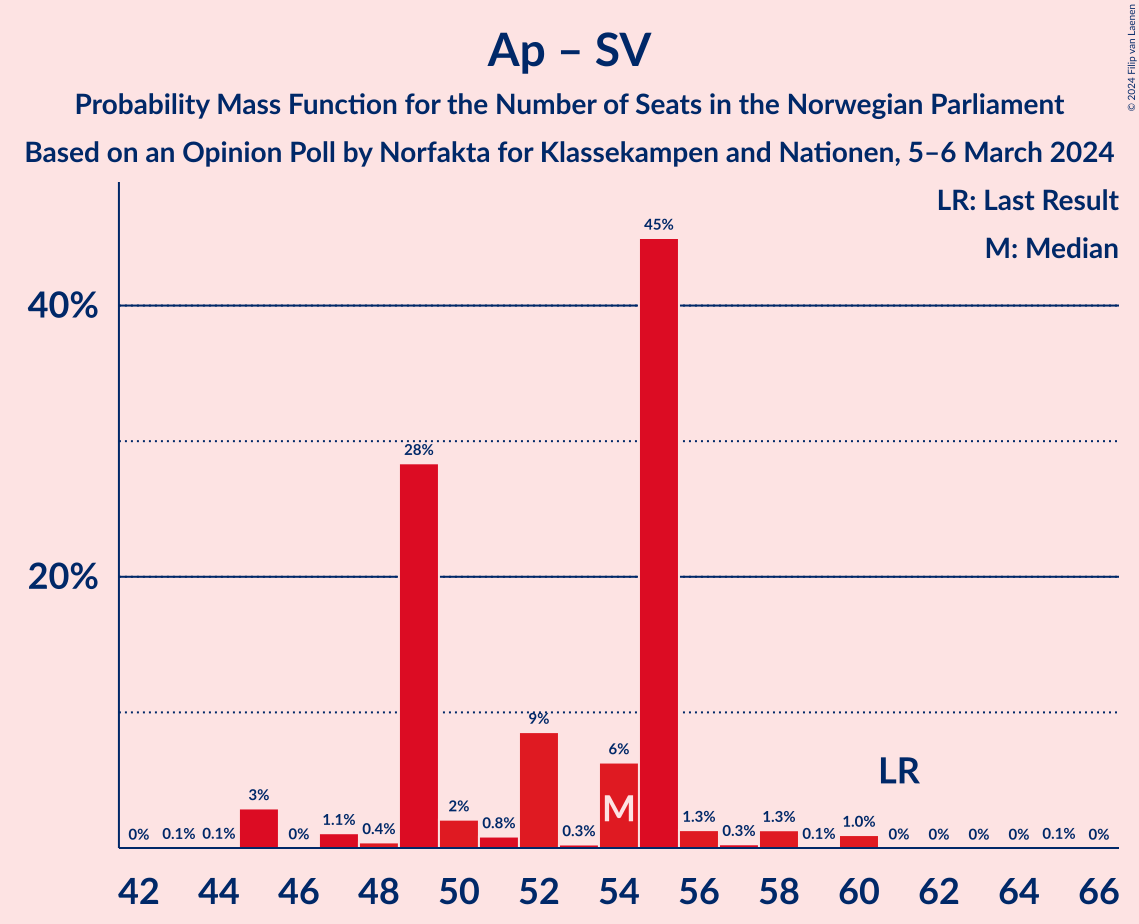 © 2024 Filip van Laenen
Ap – SV
Probability Mass Function for the Number of Seats in the Norwegian Parliament
Based on an Opinion Poll by Norfakta for Klassekampen and Nationen, 5–6 March 2024
LR: Last Result
M: Median
40%
20%
0% 0.1% 0.1% 3% 0% 1.1% 0.4% 28% 2% 0.8% 9% 0.3% 6% 45% 1.3% 0.3% 1.3% 0.1% 1.0% 0% 0% 0% 0% 0.1% 0%
M
LR
42 44 46 48 50 52 54 56 58 60 62 64 66